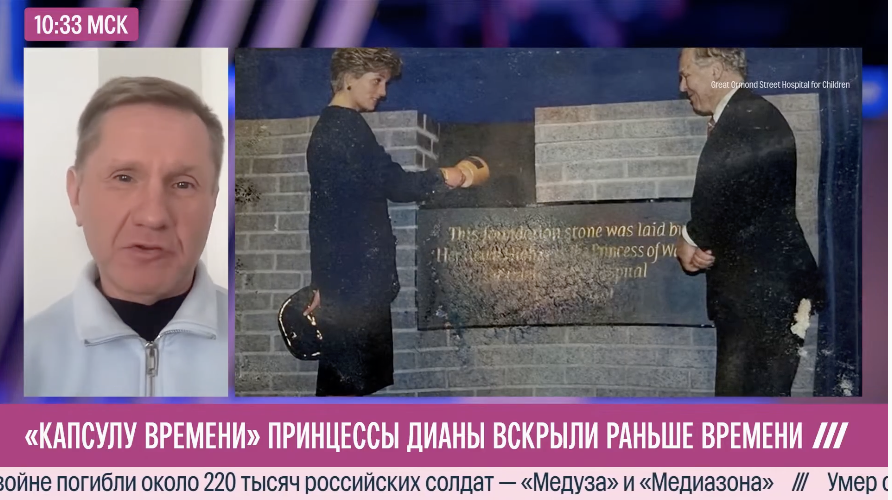 10:33 МСК
Great Ormond Street Hospital for Children
This foundation stone was laid by
Princess of
«КАПСУЛУ ВРЕМЕНИ» ПРИНЦЕССЫ ДИАНЫ ВСКРЫЛИ РАНЬШЕ ВРЕМЕНИ ///
войне погибли около 220 тысяч российских солдат — «Медуза» и «Медиазона» /// Умер